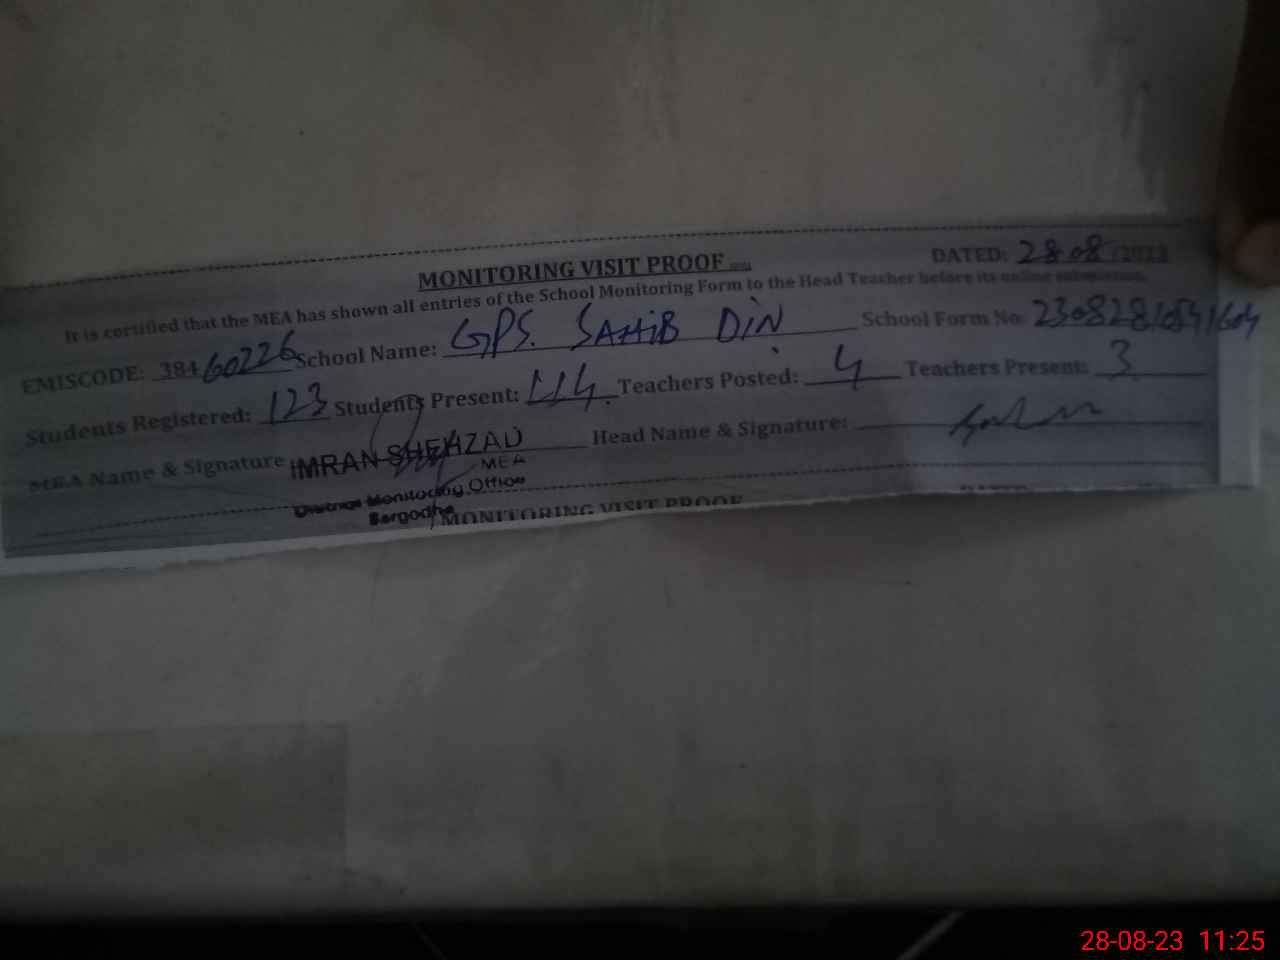 MONITORING VISIT PROOF
DATED: 28.08/2023
It is certified that the MEA has shown all entries of the School Monitoring Form to the Head Teacher before its online submission.
EMISCODE: 38460226 School Name: GPS. SAHIB DIN School Form No:
Students Registered: 123 Students Present: 114. Teachers Posted: 4 Teachers Present: 3
MEA Name & Signature IMRAN SHEHZAD Head Name & Signature:
MEA
District Monitoring Office
Sargodha
MONITORING VISIT PROOF
28-08-23 11:25